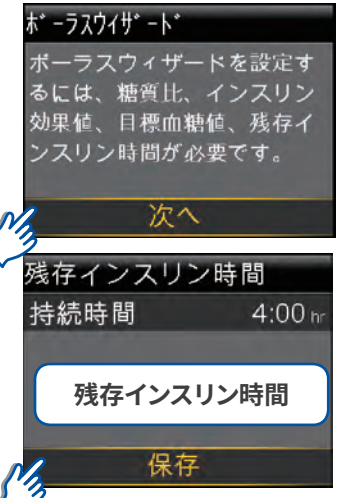 ボーラスウィザード
ボーラスウィザードを設定す
るには、糖質比、インスリン
効果値、目標血糖値、残存イ
ンスリン時間が必要です。
次へ
残存インスリン時間
持続時間 4:00 hr
残存インスリン時間
保存